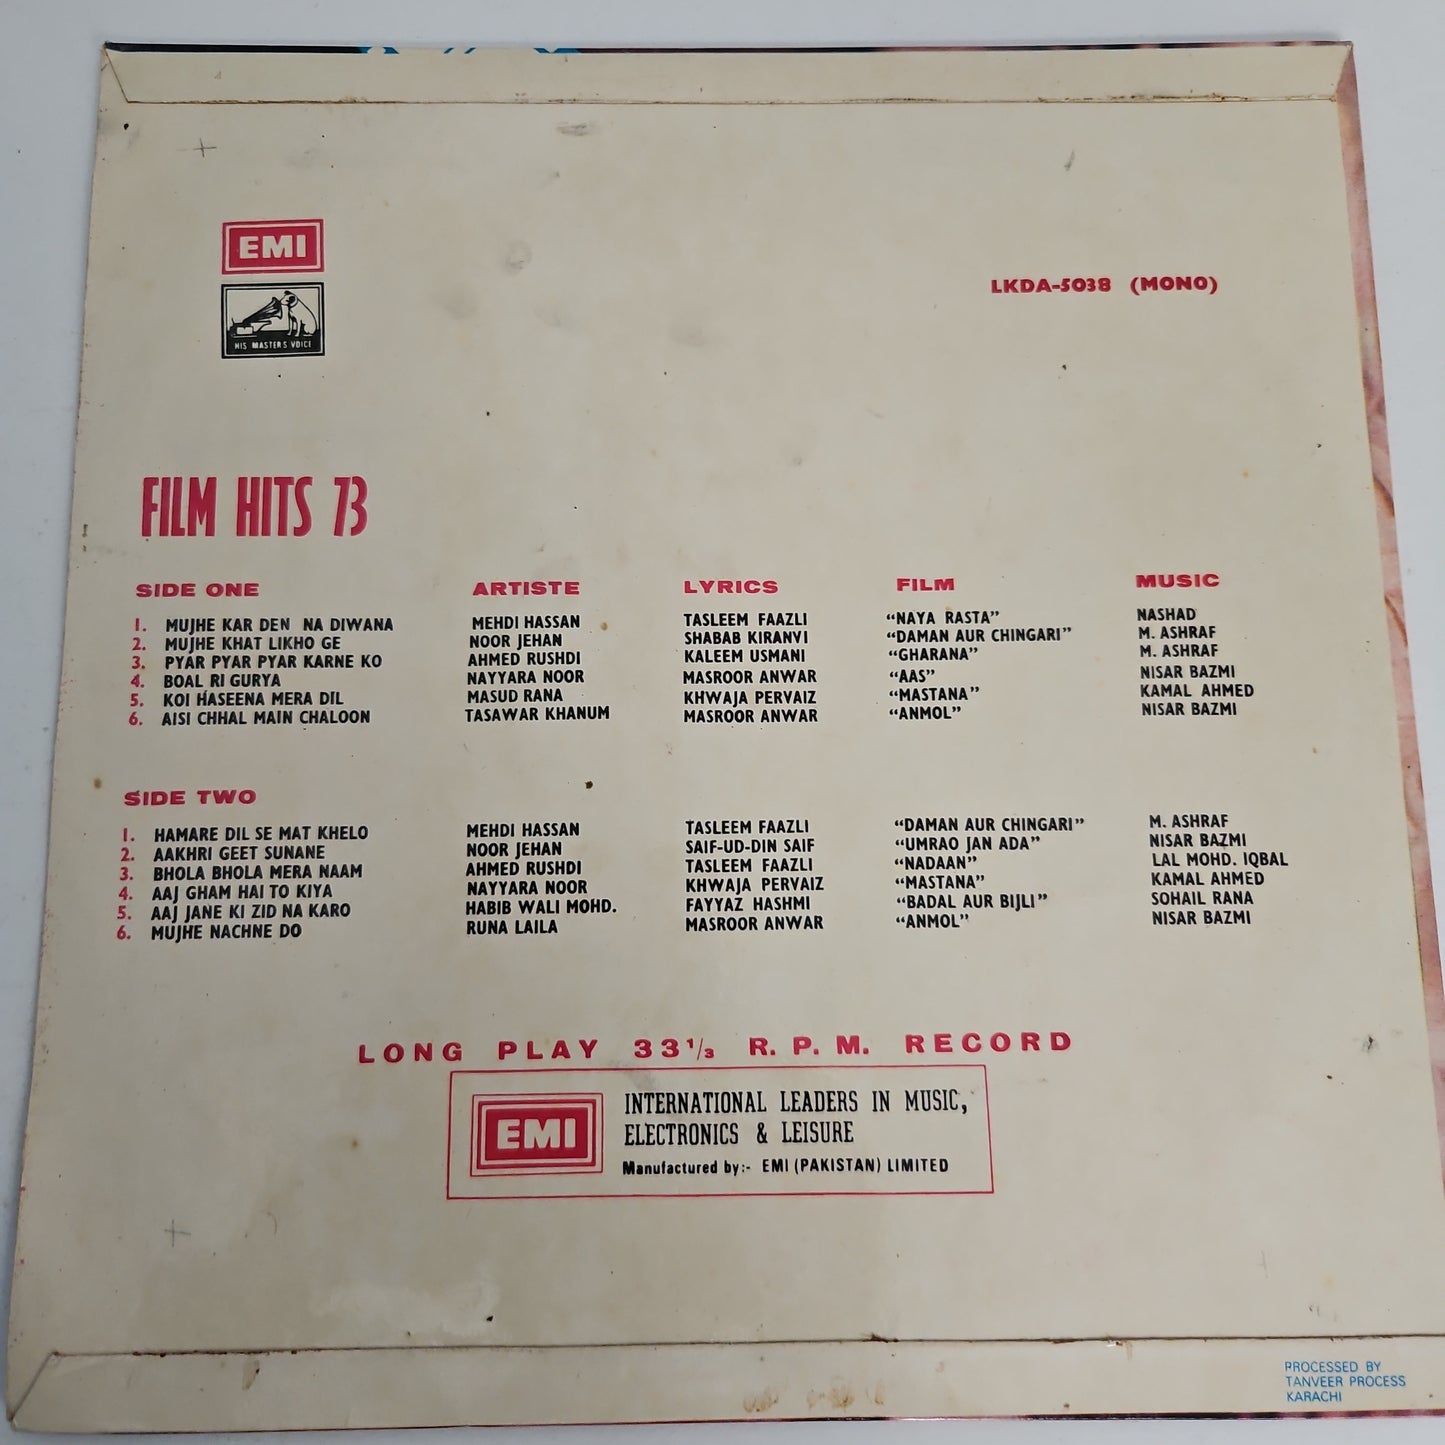 EMI
HIS MASTER'S VOICE
LKDA-5038 (MONO)
FILM HITS 73
SIDE ONE ARTISTE LYRICS FILM MUSIC
1. MUJHE KAR DEN NA DIWANA MEHDI HASSAN TASLEEM FAAZLI "NAYA RASTA" NASHAD
2. MUJHE KHAT LIKHO GE NOOR JEHAN SHABAB KIRANVI "DAMAN AUR CHINGARI" M. ASHRAF
3. PYAR PYAR PYAR KARNE KO AHMED RUSHDI KALEEM USMANI "GHARANA" M. ASHRAF
4. BOAL RI GURYA NAYYARA NOOR MASROOR ANWAR "AAS" NISAR BAZMI
5. KOI HASEENA MERA DIL MASUD RANA KHWAJA PERVAIZ "MASTANA" KAMAL AHMED
6. AISI CHHAL MAIN CHALOON TASAWAR KHANUM MASROOR ANWAR "ANMOL" NISAR BAZMI
SIDE TWO
1. HAMARE DIL SE MAT KHELO MEHDI HASSAN TASLEEM FAAZLI "DAMAN AUR CHINGARI" M. ASHRAF
2. AAKHRI GEET SUNANE NOOR JEHAN SAIF-UD-DIN SAIF "UMRAO JAN ADA" NISAR BAZMI
3. BHOLA BHOLA MERA NAAM AHMED RUSHDI TASLEEM FAAZLI "NADAAN" LAL MOHD. IQBAL
4. AAJ GHAM HAI TO KIYA NAYYARA NOOR KHWAJA PERVAIZ "MASTANA" KAMAL AHMED
5. AAJ JANE KI ZID NA KARO HABIB WALI MOHD. FAYYAZ HASHMI "BADAL AUR BIJLI" SOHAIL RANA
6. MUJHE NACHNE DO RUNA LAILA MASROOR ANWAR "ANMOL" NISAR BAZMI
LONG PLAY 33 1/3 R. P. M. RECORD
EMI
INTERNATIONAL LEADERS IN MUSIC,
ELECTRONICS & LEISURE
Manufactured by:- EMI (PAKISTAN) LIMITED
PROCESSED BY
TANVEER PROCESS
KARACHI